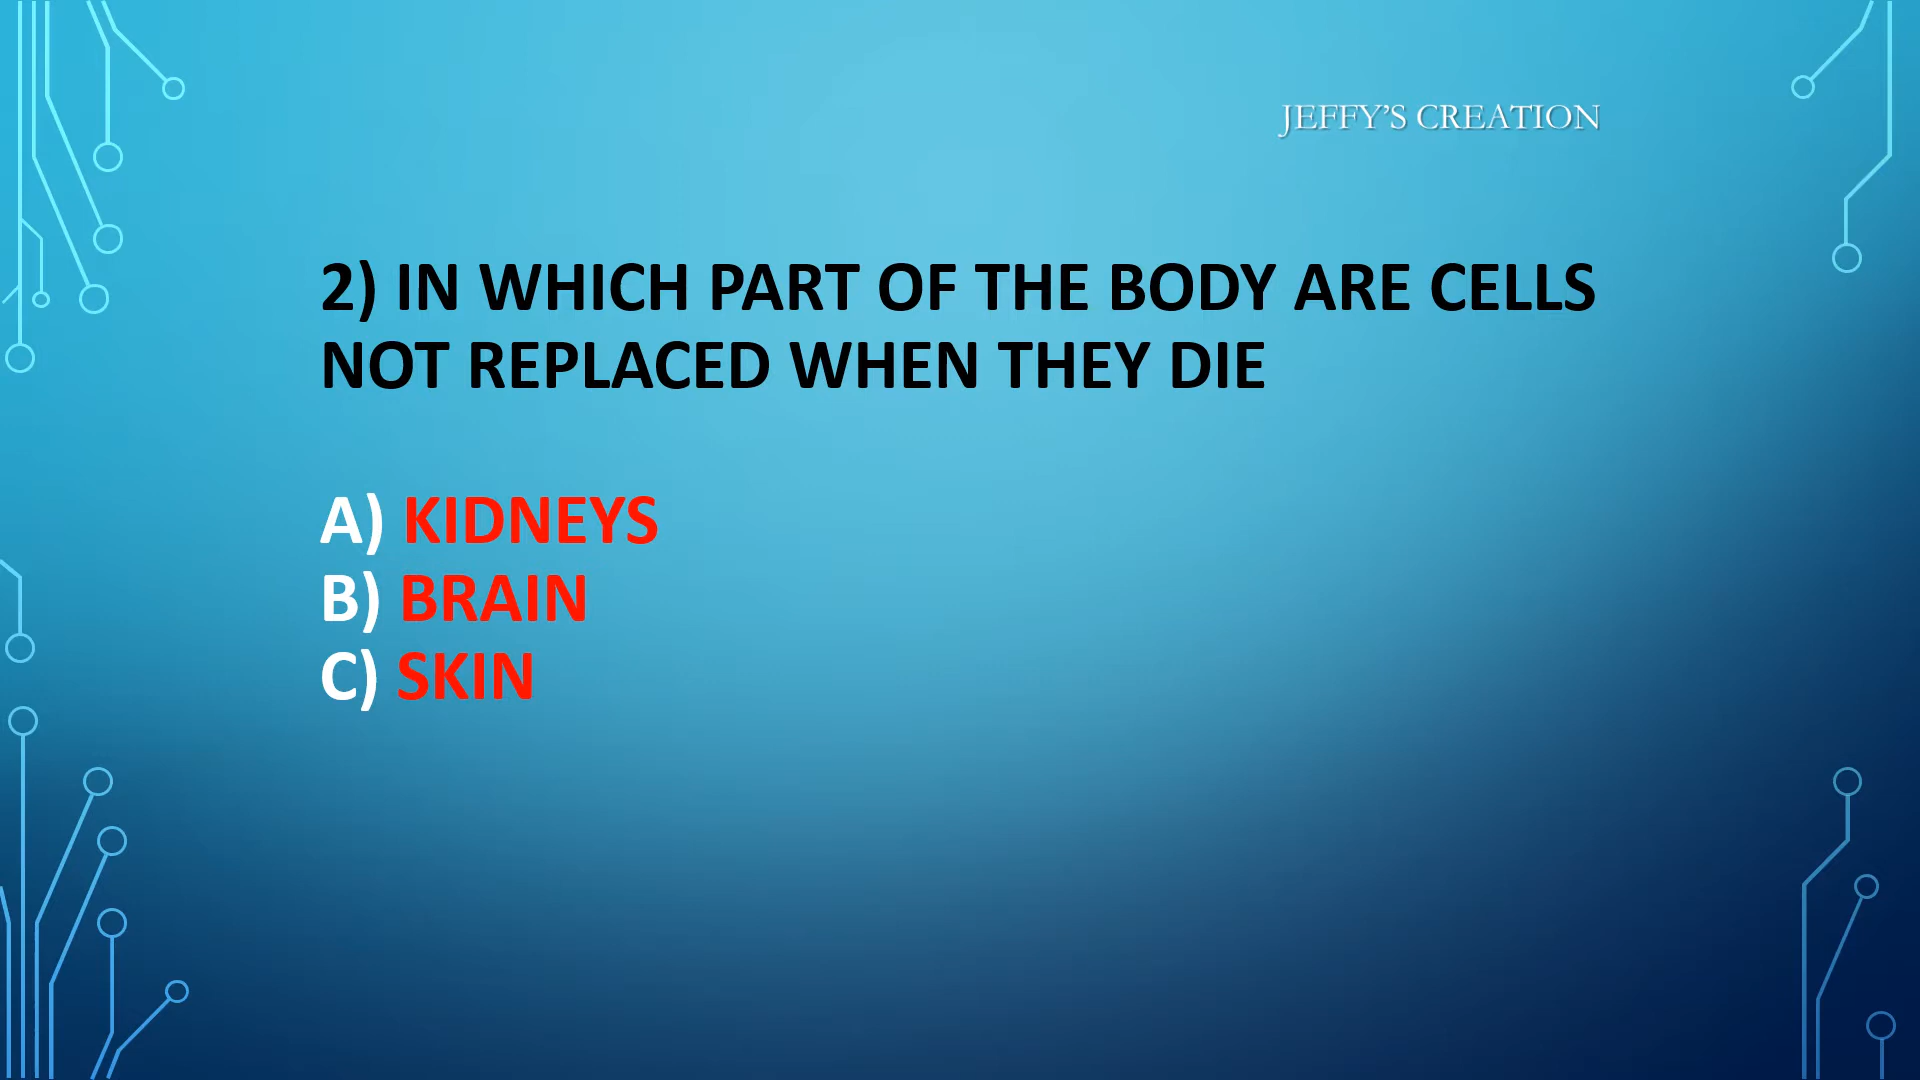 JEFFY'S CREATION
2) IN WHICH PART OF THE BODY ARE CELLS
NOT REPLACED WHEN THEY DIE
A) KIDNEYS
B) BRAIN
C) SKIN